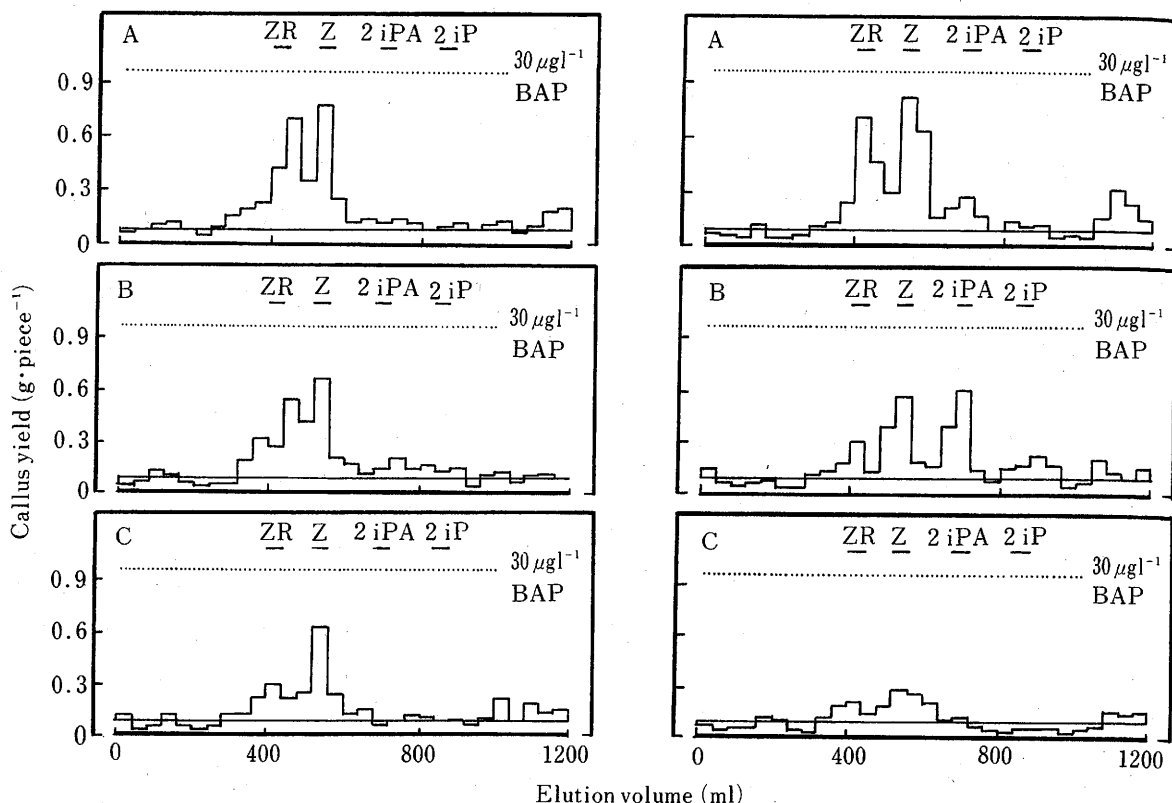 A ZR Z 2 iPA 2 iP
30 μgl⁻¹
BAP
0.9
0.6
0.3
0
A ZR Z 2 iPA 2 iP
30 μgl⁻¹
BAP
B ZR Z 2 iPA 2 iP
30 μgl⁻¹
BAP
0.9
0.6
0.3
0
B ZR Z 2 iPA 2 iP
30 μgl⁻¹
BAP
C ZR Z 2 iPA 2 iP
30 μgl⁻¹
BAP
0.9
0.6
0.3
0
C ZR Z 2 iPA 2 iP
30 μgl⁻¹
BAP
0 400 800 1200
0 400 800 1200
Callus yield (g·piece⁻¹)
Elution volume (ml)